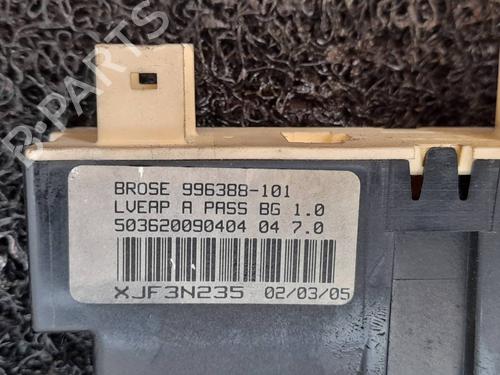 BROSE 996388-101
LVEAP A PASS BG 1.0
503620090404 04 7.0
XJF3N235 02/03/05
B-PARTS